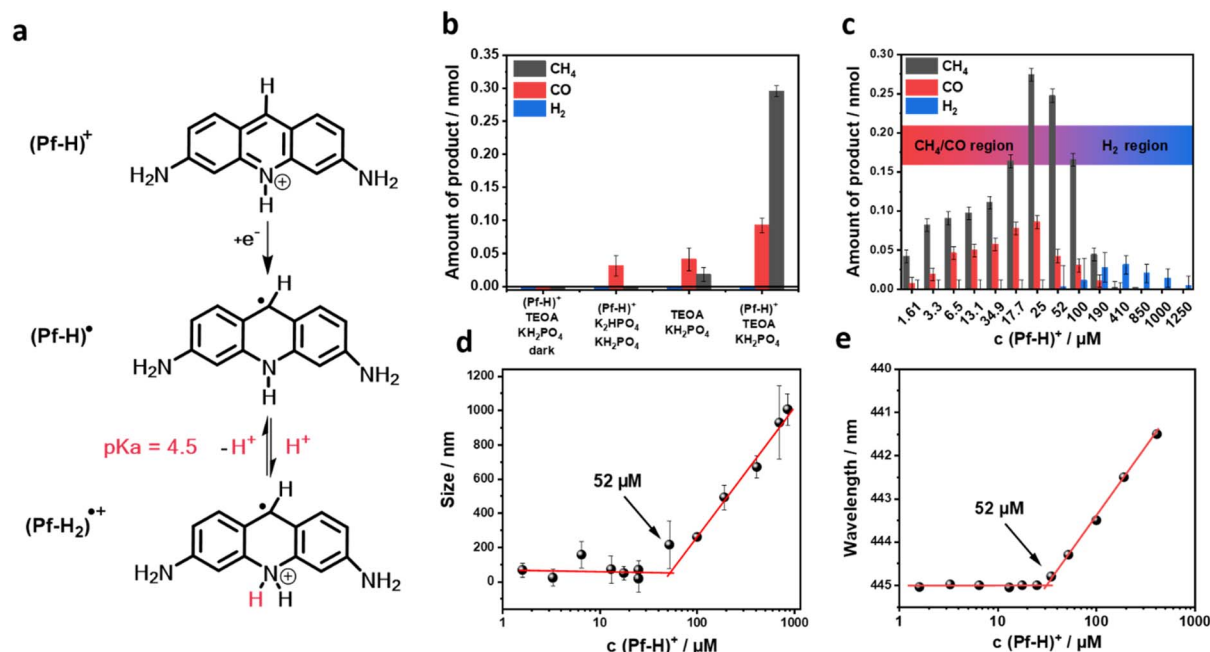 a
(Pf-H)⁺
H
H₂N
N
⊕
NH₂
H
+e⁻
(Pf-H)•
H
H₂N
N
NH₂
H
pKa = 4.5 - H⁺ H⁺
(Pf-H₂)•⁺
H
H₂N
N
⊕
NH₂
H H
b
Amount of product / nmol
0.35
0.30
0.25
0.20
0.15
0.10
0.05
0.00
CH₄
CO
H₂
(Pf-H)⁺
TEOA
KH₂PO₄
dark
(Pf-H)⁺
K₂HPO₄
KH₂PO₄
TEOA
KH₂PO₄
(Pf-H)⁺
TEOA
KH₂PO₄
c
Amount of product / nmol
0.30
0.25
0.20
0.15
0.10
0.05
0.00
CH₄
CO
H₂
CH₄/CO region
H₂ region
1.61 3.3 6.5 13.1 34.9 17.7 25 52 100 190 410 850 1000 1250
c (Pf-H)⁺ / µM
d
Size / nm
1200
1000
800
600
400
200
0
52 µM
1 10 100 1000
c (Pf-H)⁺ / µM
e
Wavelength / nm
440
441
442
443
444
445
52 µM
1 10 100 1000
c (Pf-H)⁺ / µM